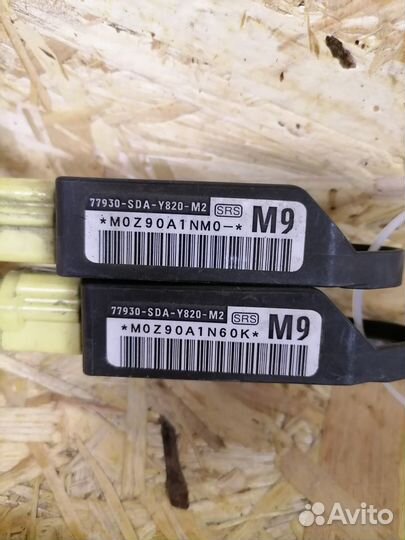 77930-SDA-Y820-M2 SRS M9
*M0Z90A1NM0-*
77930-SDA-Y820-M2 SRS M9
*M0Z90A1N60K*
Avito